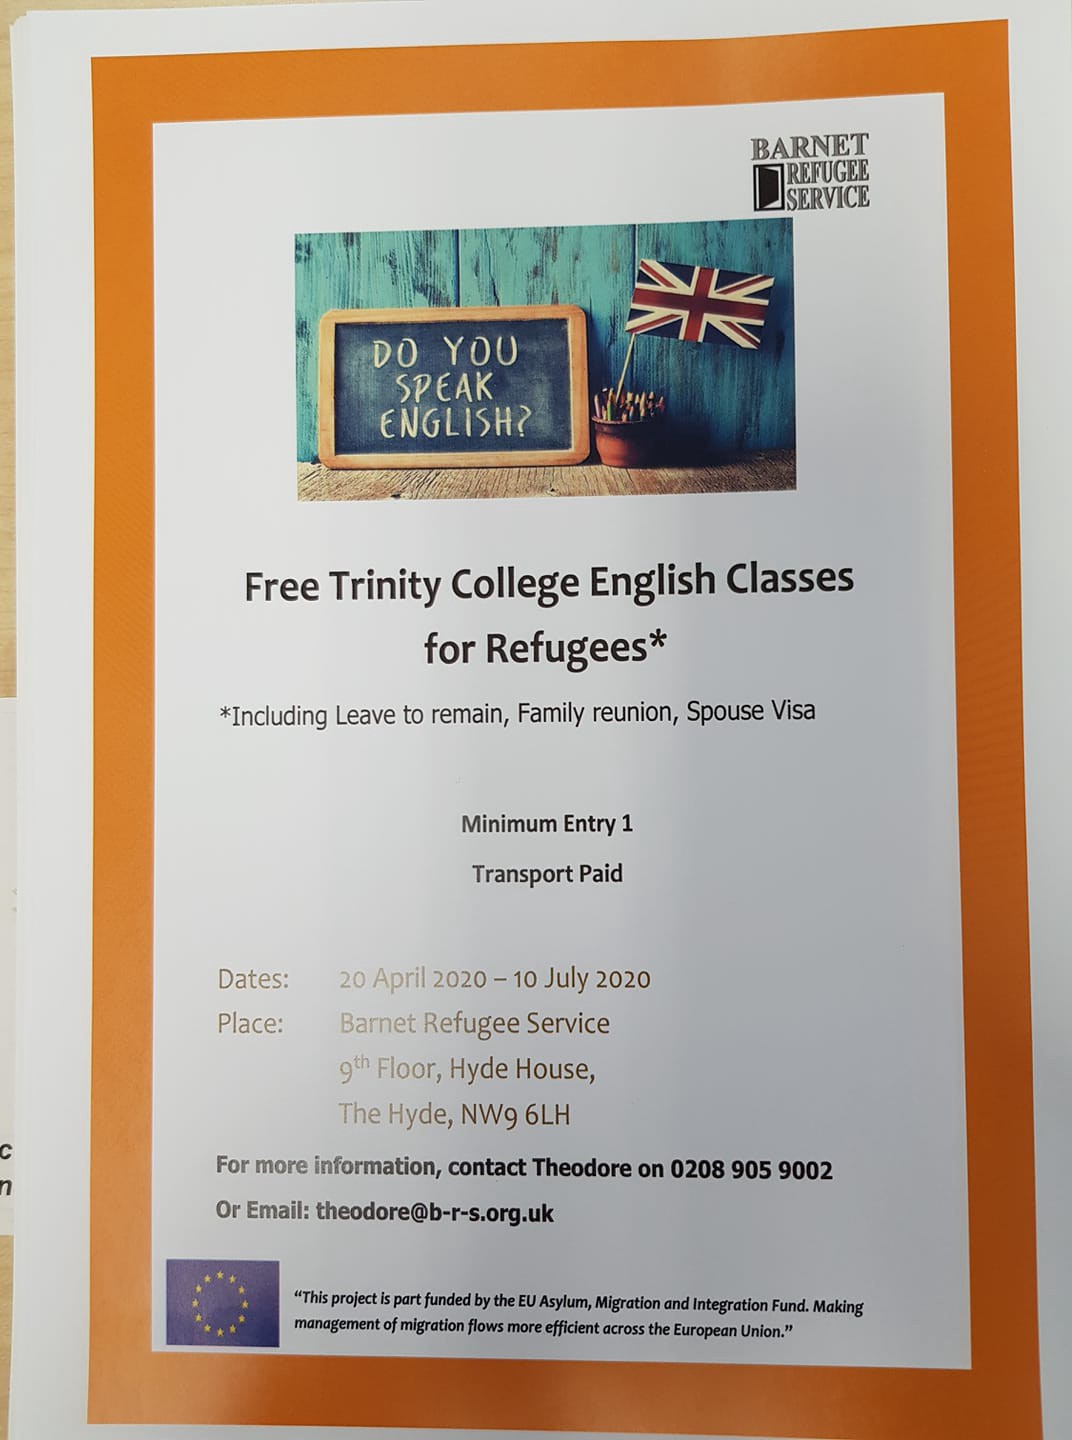 BARNET
REFUGEE
SERVICE
DO YOU
SPEAK
ENGLISH?
Free Trinity College English Classes
for Refugees*
*Including Leave to remain, Family reunion, Spouse Visa
Minimum Entry 1
Transport Paid
Dates: 20 April 2020 – 10 July 2020
Place: Barnet Refugee Service
9th Floor, Hyde House,
The Hyde, NW9 6LH
For more information, contact Theodore on 0208 905 9002
Or Email: theodore@b-r-s.org.uk
“This project is part funded by the EU Asylum, Migration and Integration Fund. Making
management of migration flows more efficient across the European Union.”
c
n